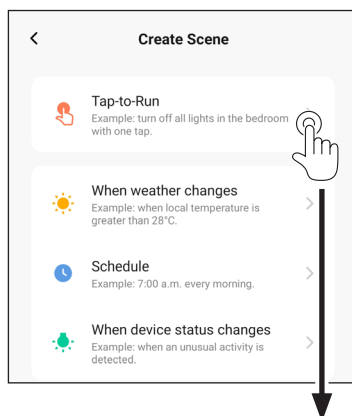 Create Scene
Tap-to-Run
Example: turn off all lights in the bedroom
with one tap.
When weather changes
Example: when local temperature is
greater than 28°C.
Schedule
Example: 7:00 a.m. every morning.
When device status changes
Example: when an unusual activity is
detected.